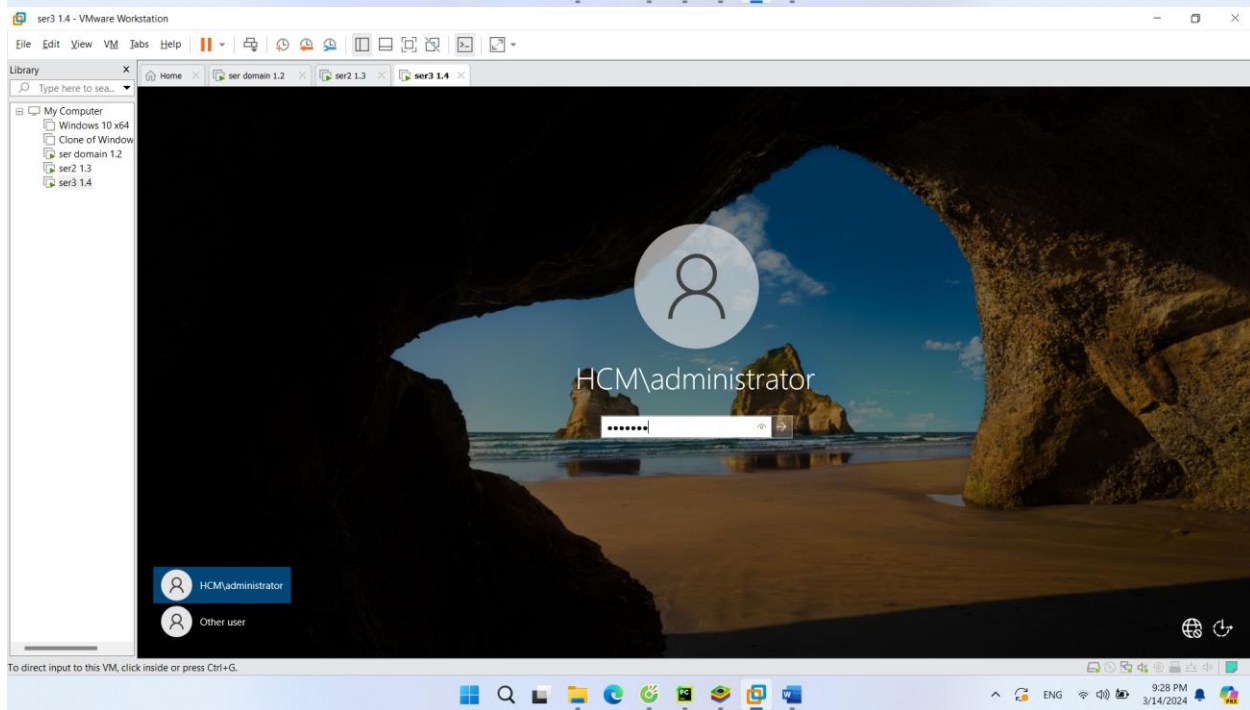 ser3 1.4 - VMware Workstation
File Edit View VM Tabs Help
Library X
Type here to sea...
Home
ser domain 1.2
ser2 1.3
ser3 1.4
My Computer
Windows 10 x64
Clone of Window
ser domain 1.2
ser2 1.3
ser3 1.4
HCM\administrator
•••••••
HCM\administrator
Other user
To direct input to this VM, click inside or press Ctrl+G.
ENG
9:28 PM
3/14/2024